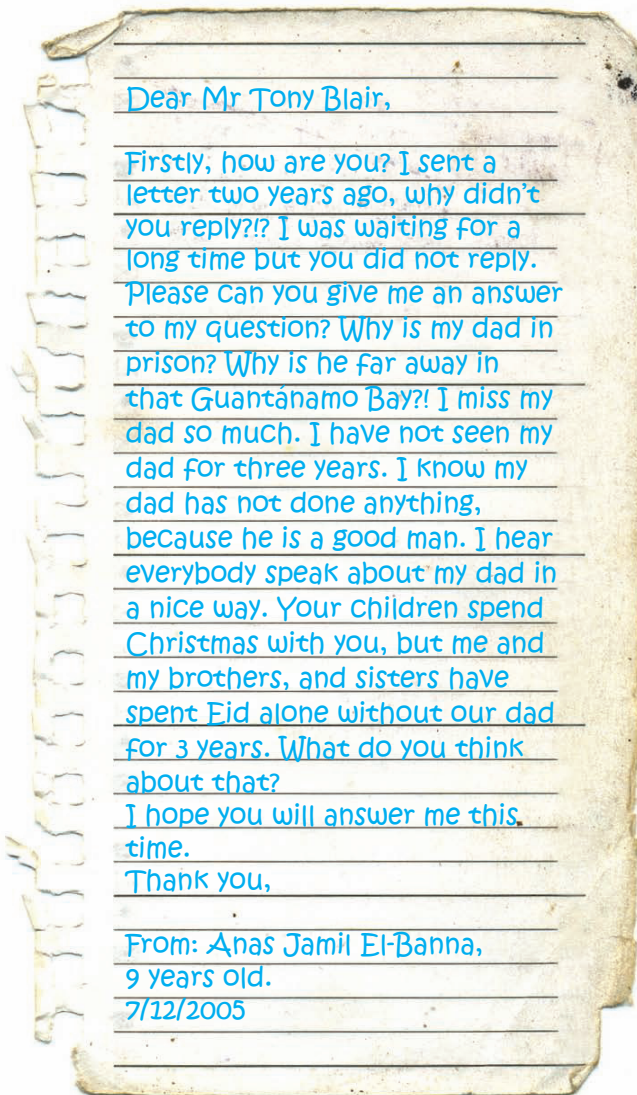 Dear Mr Tony Blair,
Firstly, how are you? I sent a
letter two years ago, why didn't
you reply?!? I was waiting for a
long time but you did not reply.
Please can you give me an answer
to my question? Why is my dad in
prison? Why is he far away in
that Guantánamo Bay?! I miss my
dad so much. I have not seen my
dad for three years. I know my
dad has not done anything,
because he is a good man. I hear
everybody speak about my dad in
a nice way. Your children spend
Christmas with you, but me and
my brothers, and sisters have
spent Eid alone without our dad
for 3 years. What do you think
about that?
I hope you will answer me this
time.
Thank you,
From: Anas Jamil El-Banna,
9 years old.
7/12/2005